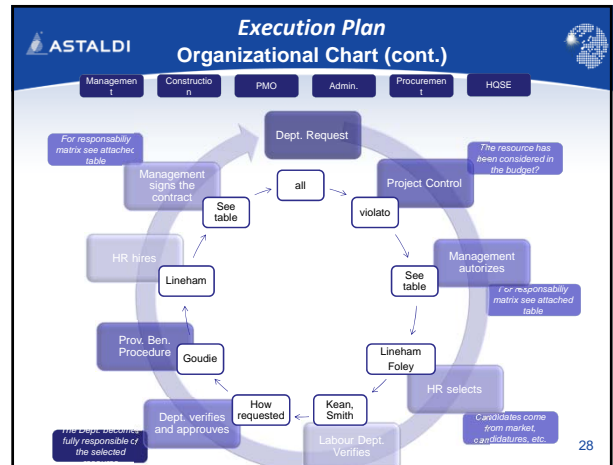 ASTALDI
Execution Plan
Organizational Chart (cont.)
Managemen
t
Constructio
n
PMO
Admin.
Procuremen
t
HQSE
Dept. Request
all
The resource has
been considered in
the budget?
Project Control
violato
Management
autorizes
See
table
For responsability
matrix see attached
table
Lineham
Foley
HR selects
Candidates come
from market,
candidatures, etc.
Kean,
Smith
Labour Dept.
Verifies
How
requested
Dept. verifies
and approuves
The Dept. becomes
fully responsible of
the selected
Goudie
Prov. Ben.
Procedure
Lineham
HR hires
See
table
Management
signs the
contract
For responsability
matrix see attached
table
28